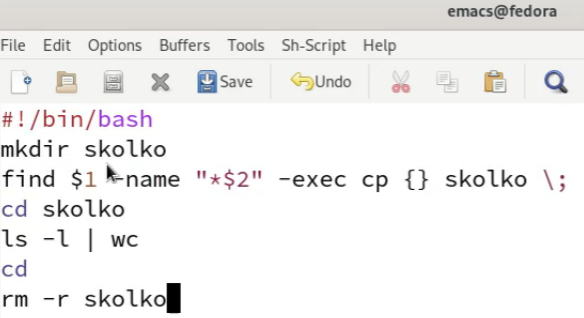 emacs@fedora
File Edit Options Buffers Tools Sh-Script Help
Save Undo
#!/bin/bash
mkdir skolko
find $1 -name "*$2" -exec cp {} skolko \;
cd skolko
ls -l | wc
cd
rm -r skolko